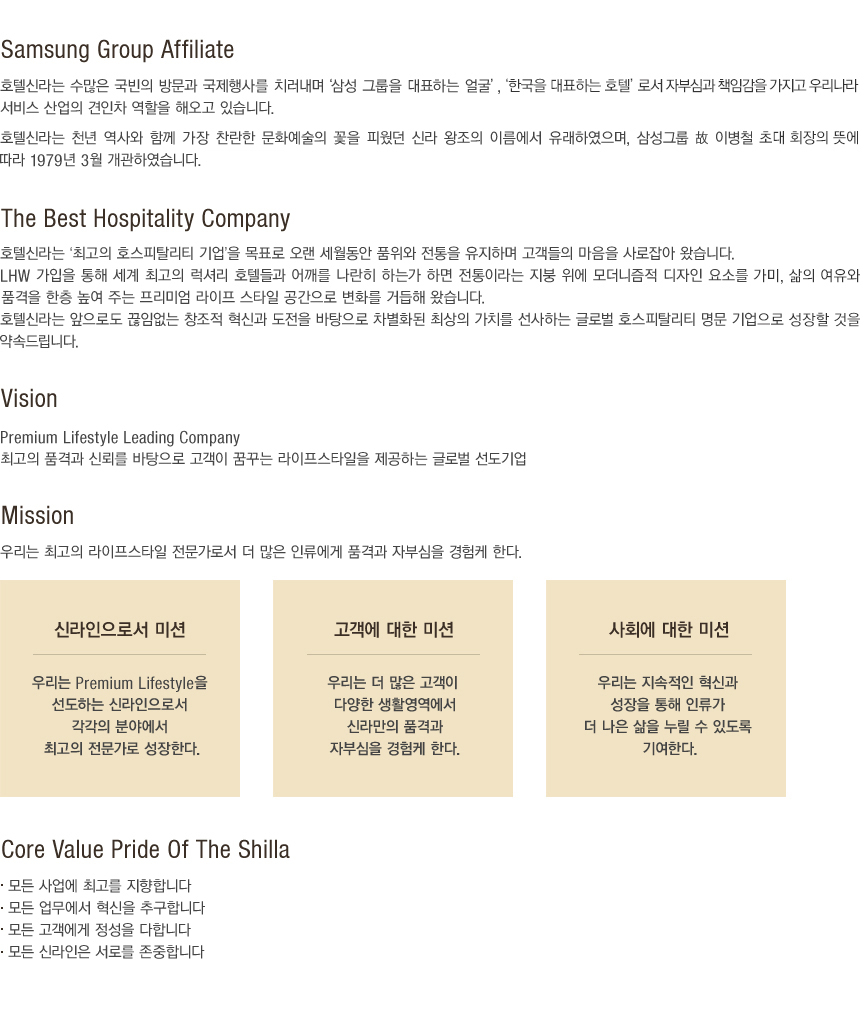 Samsung Group Affiliate
호텔신라는 수많은 국빈의 방문과 국제행사를 치러내며 ‘삼성 그룹을 대표하는 얼굴’ , ‘한국을 대표하는 호텔’ 로서 자부심과 책임감을 가지고 우리나라
서비스 산업의 견인차 역할을 해오고 있습니다.
호텔신라는 천년 역사와 함께 가장 찬란한 문화예술의 꽃을 피웠던 신라 왕조의 이름에서 유래하였으며, 삼성그룹 故 이병철 초대 회장의 뜻에
따라 1979년 3월 개관하였습니다.
The Best Hospitality Company
호텔신라는 ‘최고의 호스피탈리티 기업’을 목표로 오랜 세월동안 품위와 전통을 유지하며 고객들의 마음을 사로잡아 왔습니다.
LHW 가입을 통해 세계 최고의 럭셔리 호텔들과 어깨를 나란히 하는가 하면 전통이라는 지붕 위에 모더니즘적 디자인 요소를 가미, 삶의 여유와
품격을 한층 높여 주는 프리미엄 라이프 스타일 공간으로 변화를 거듭해 왔습니다.
호텔신라는 앞으로도 끊임없는 창조적 혁신과 도전을 바탕으로 차별화된 최상의 가치를 선사하는 글로벌 호스피탈리티 명문 기업으로 성장할 것을
약속드립니다.
Vision
Premium Lifestyle Leading Company
최고의 품격과 신뢰를 바탕으로 고객이 꿈꾸는 라이프스타일을 제공하는 글로벌 선도기업
Mission
우리는 최고의 라이프스타일 전문가로서 더 많은 인류에게 품격과 자부심을 경험케 한다.
신라인으로서 미션
우리는 Premium Lifestyle을
선도하는 신라인으로서
각각의 분야에서
최고의 전문가로 성장한다.
고객에 대한 미션
우리는 더 많은 고객이
다양한 생활영역에서
신라만의 품격과
자부심을 경험케 한다.
사회에 대한 미션
우리는 지속적인 혁신과
성장을 통해 인류가
더 나은 삶을 누릴 수 있도록
기여한다.
Core Value Pride Of The Shilla
· 모든 사업에 최고를 지향합니다
· 모든 업무에서 혁신을 추구합니다
· 모든 고객에게 정성을 다합니다
· 모든 신라인은 서로를 존중합니다